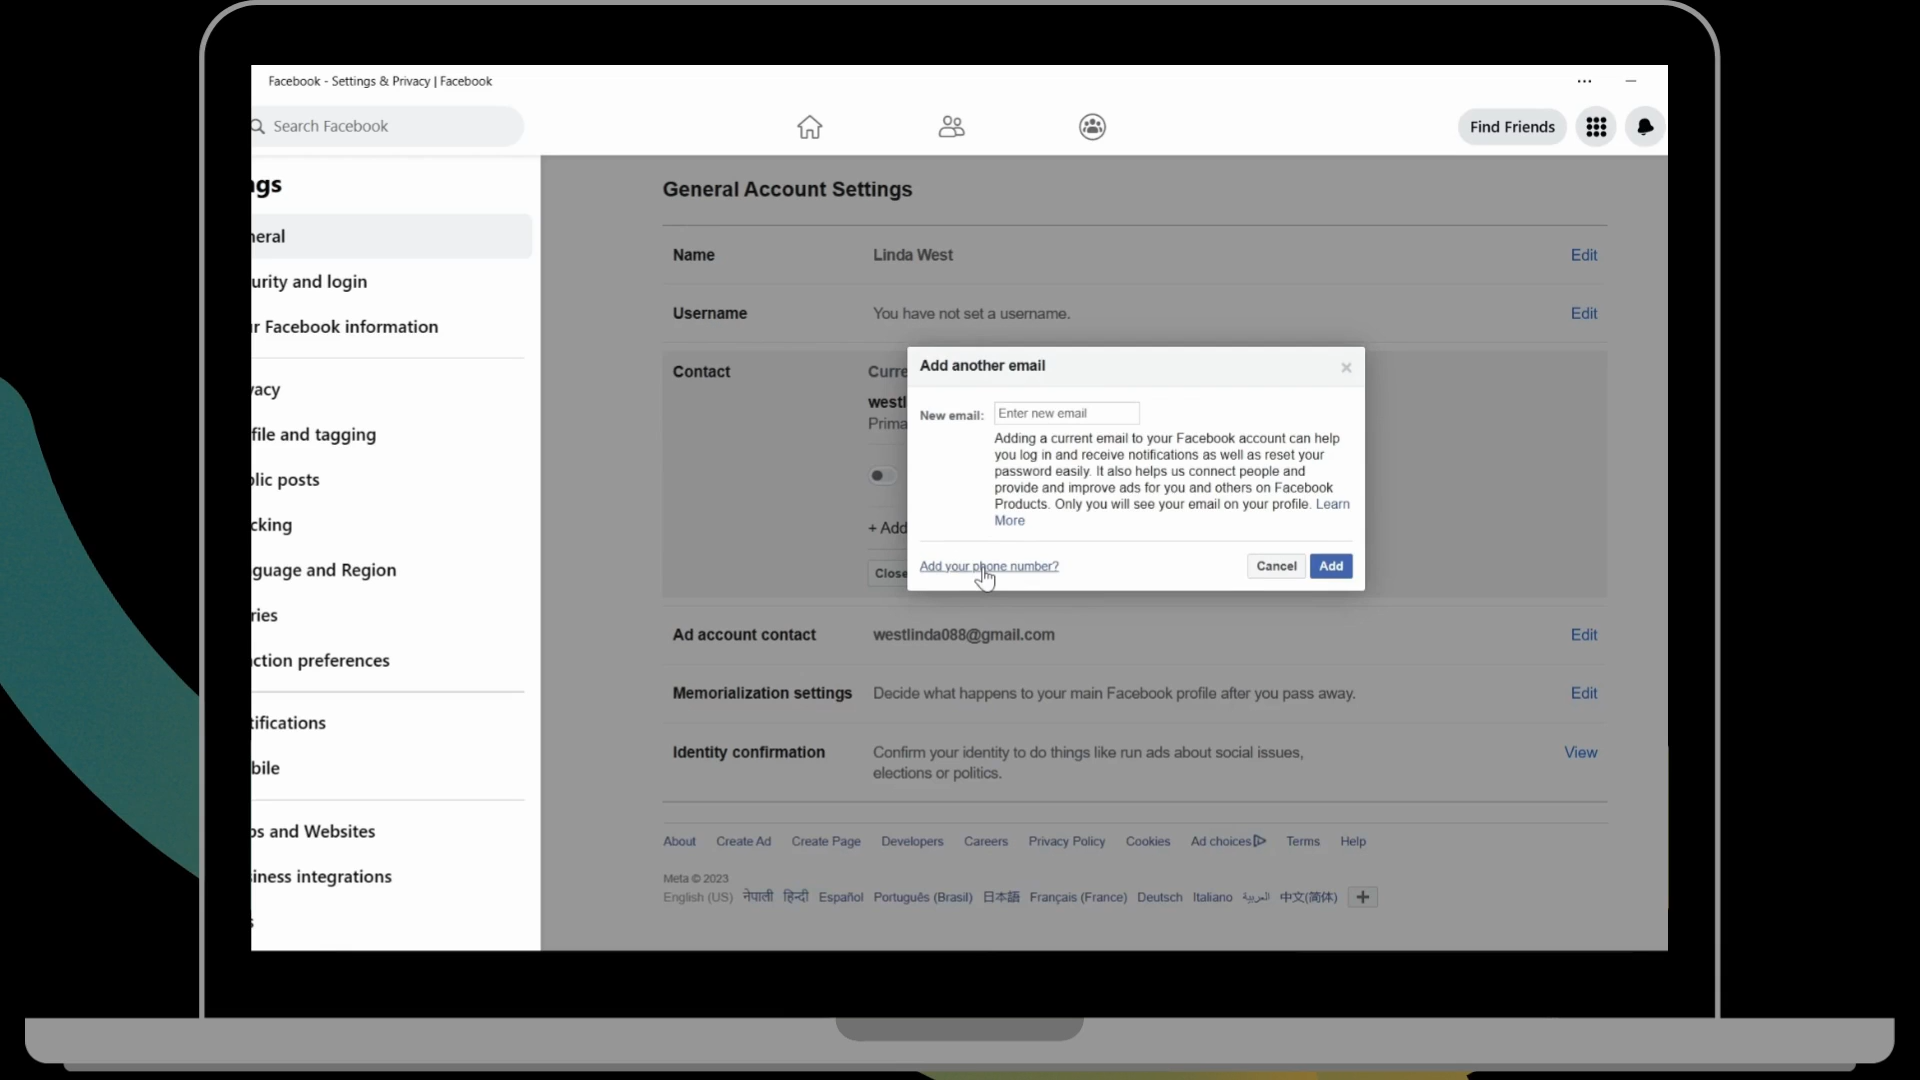 Facebook - Settings & Privacy | Facebook
Search Facebook
Find Friends
ngs
neral
urity and login
r Facebook information
vacy
file and tagging
blic posts
cking
guage and Region
ries
ction preferences
tifications
bile
ps and Websites
iness integrations
s
General Account Settings
Name Linda West Edit
Username You have not set a username. Edit
Contact Curre
westl
Prima
+ Add
Close
Add another email
New email: Enter new email
Adding a current email to your Facebook account can help
you log in and receive notifications as well as reset your
password easily. It also helps us connect people and
provide and improve ads for you and others on Facebook
Products. Only you will see your email on your profile. Learn
More
Add your phone number? Cancel Add
Ad account contact westlinda088@gmail.com Edit
Memorialization settings Decide what happens to your main Facebook profile after you pass away. Edit
Identity confirmation Confirm your identity to do things like run ads about social issues, View
elections or politics.
About Create Ad Create Page Developers Careers Privacy Policy Cookies Ad choices Terms Help
Meta © 2023
English (US) नेपाली हिन्दी Español Português (Brasil) 日本語 Français (France) Deutsch Italiano العربية 中文(简体) +